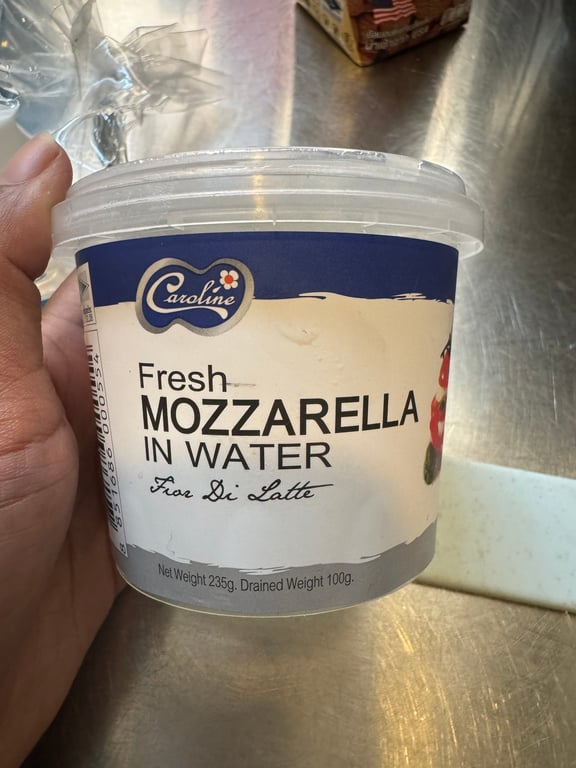 Caroline
Fresh
MOZZARELLA
IN WATER
Fior Di Latte
Net Weight 235g. Drained Weight 100g.